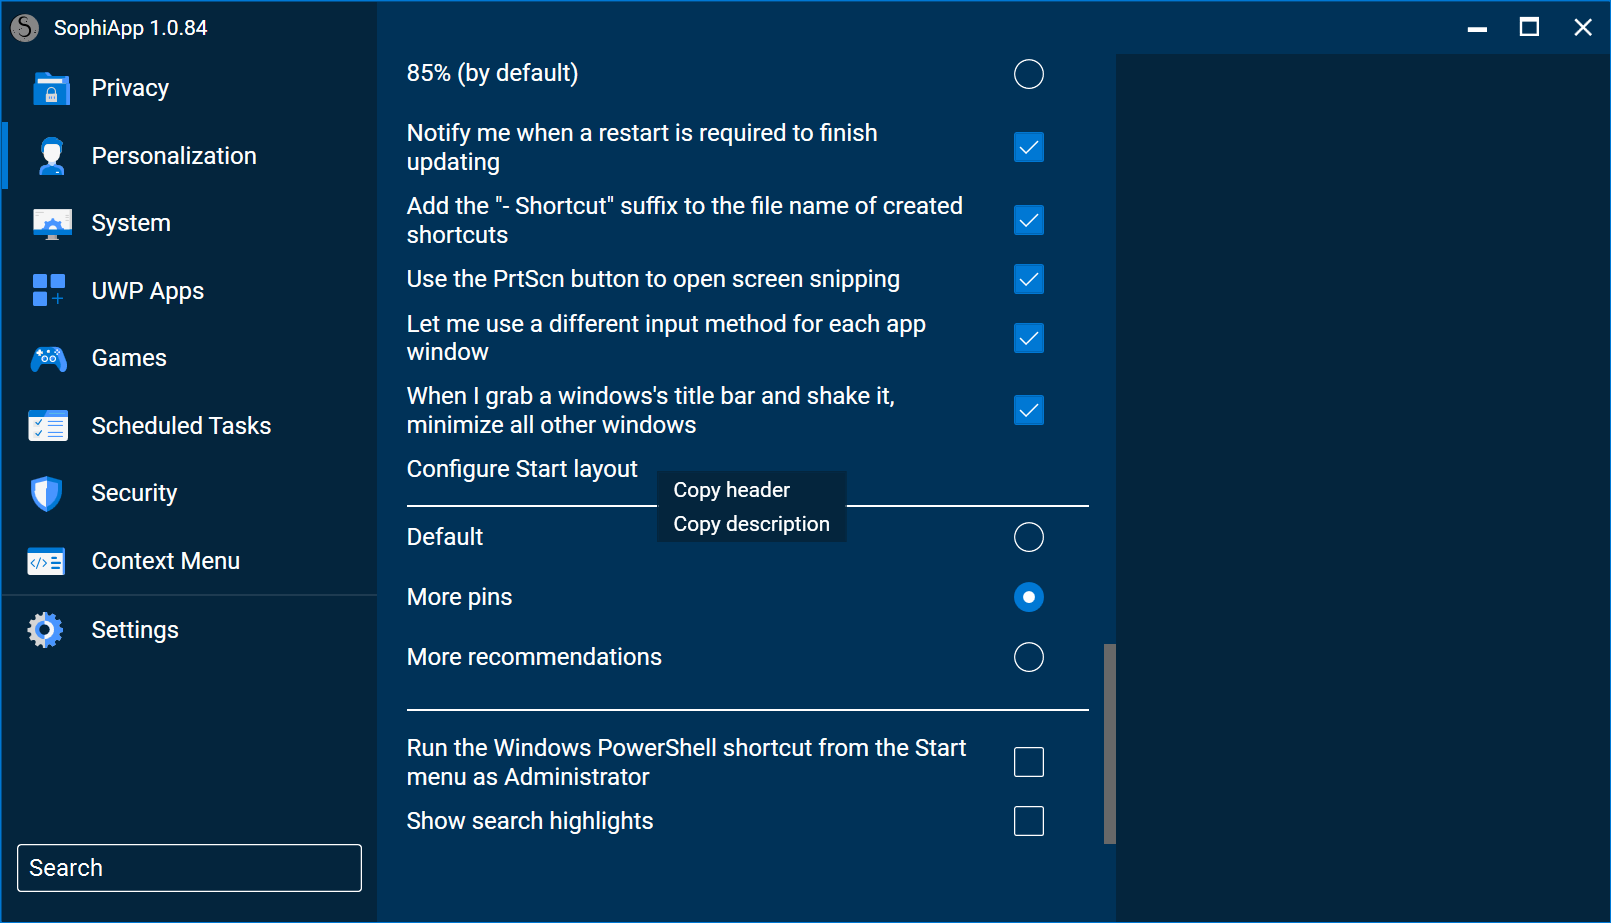 SophiApp 1.0.84
Privacy
Personalization
System
UWP Apps
Games
Scheduled Tasks
Security
Context Menu
Settings
Search
85% (by default)
Notify me when a restart is required to finish
updating
Add the "- Shortcut" suffix to the file name of created
shortcuts
Use the PrtScn button to open screen snipping
Let me use a different input method for each app
window
When I grab a windows's title bar and shake it,
minimize all other windows
Configure Start layout
Copy header
Copy description
Default
More pins
More recommendations
Run the Windows PowerShell shortcut from the Start
menu as Administrator
Show search highlights